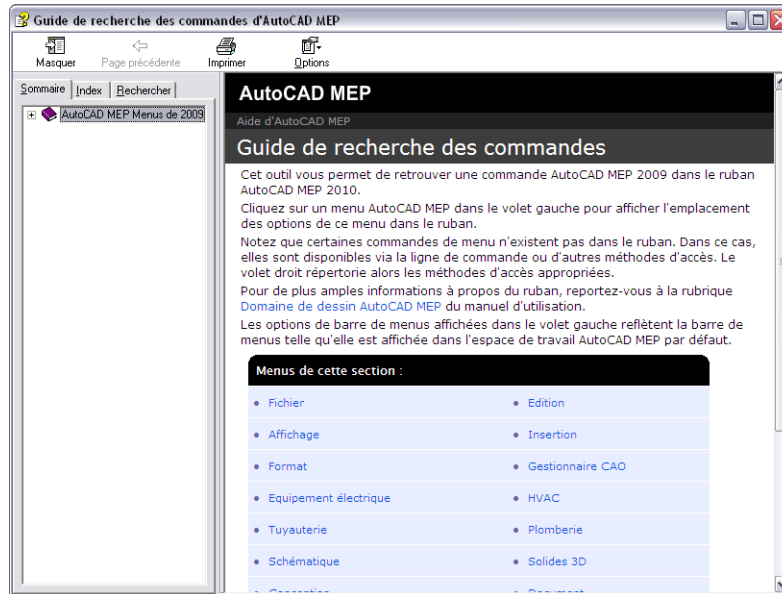 Guide de recherche des commandes d'AutoCAD MEP
Masquer Page précédente Imprimer Options
Sommaire Index Rechercher
AutoCAD MEP Menus de 2009
AutoCAD MEP
Aide d'AutoCAD MEP
Guide de recherche des commandes
Cet outil vous permet de retrouver une commande AutoCAD MEP 2009 dans le ruban
AutoCAD MEP 2010.
Cliquez sur un menu AutoCAD MEP dans le volet gauche pour afficher l'emplacement
des options de ce menu dans le ruban.
Notez que certaines commandes de menu n'existent pas dans le ruban. Dans ce cas,
elles sont disponibles via la ligne de commande ou d'autres méthodes d'accès. Le
volet droit répertorie alors les méthodes d'accès appropriées.
Pour de plus amples informations à propos du ruban, reportez-vous à la rubrique
Domaine de dessin AutoCAD MEP du manuel d'utilisation.
Les options de barre de menus affichées dans le volet gauche reflètent la barre de
menus telle qu'elle est affichée dans l'espace de travail AutoCAD MEP par défaut.
Menus de cette section :
Fichier Edition
Affichage Insertion
Format Gestionnaire CAO
Equipement électrique HVAC
Tuyauterie Plomberie
Schématique Solides 3D
Conception Document